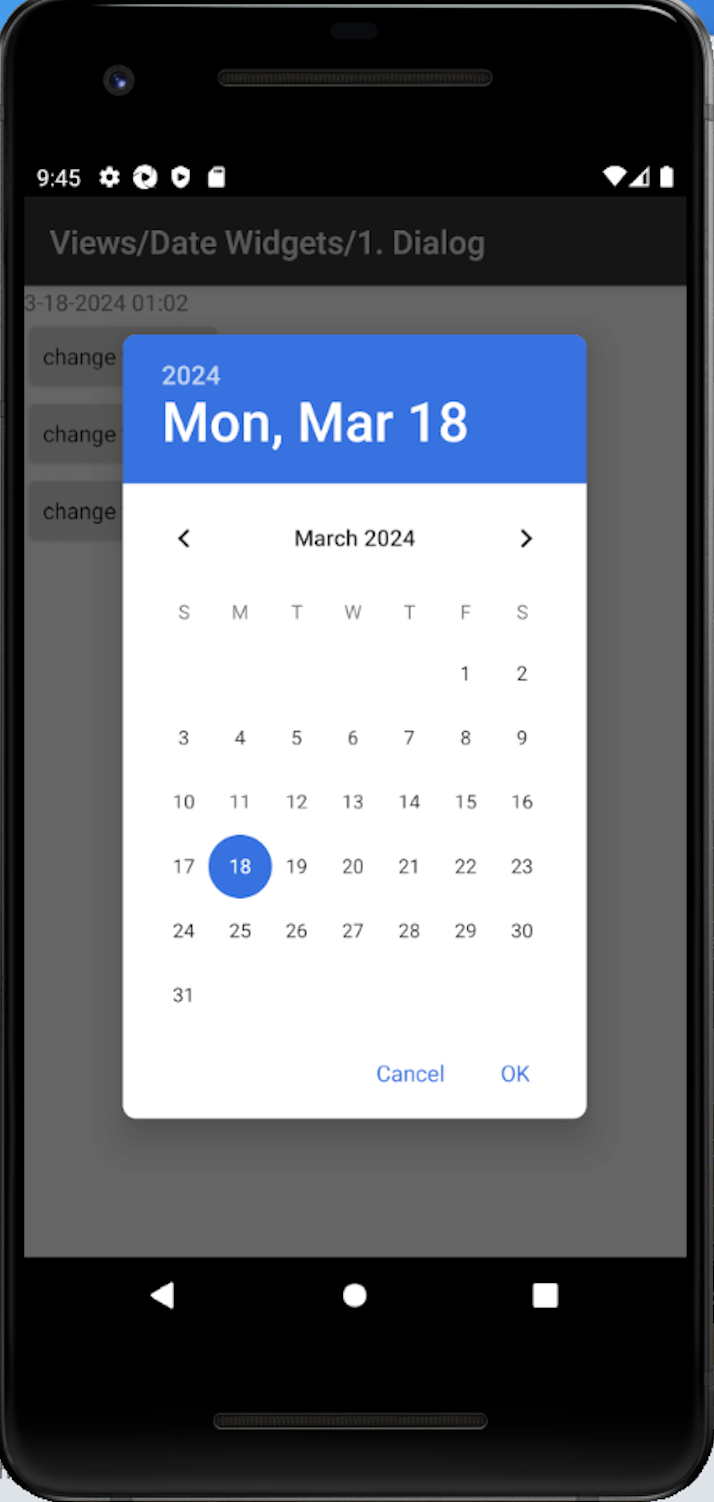 9:45
Views/Date Widgets/1. Dialog
3-18-2024 01:02
change
change
change
2024
Mon, Mar 18
March 2024
S M T W T F S
1 2
3 4 5 6 7 8 9
10 11 12 13 14 15 16
17 18 19 20 21 22 23
24 25 26 27 28 29 30
31
Cancel OK